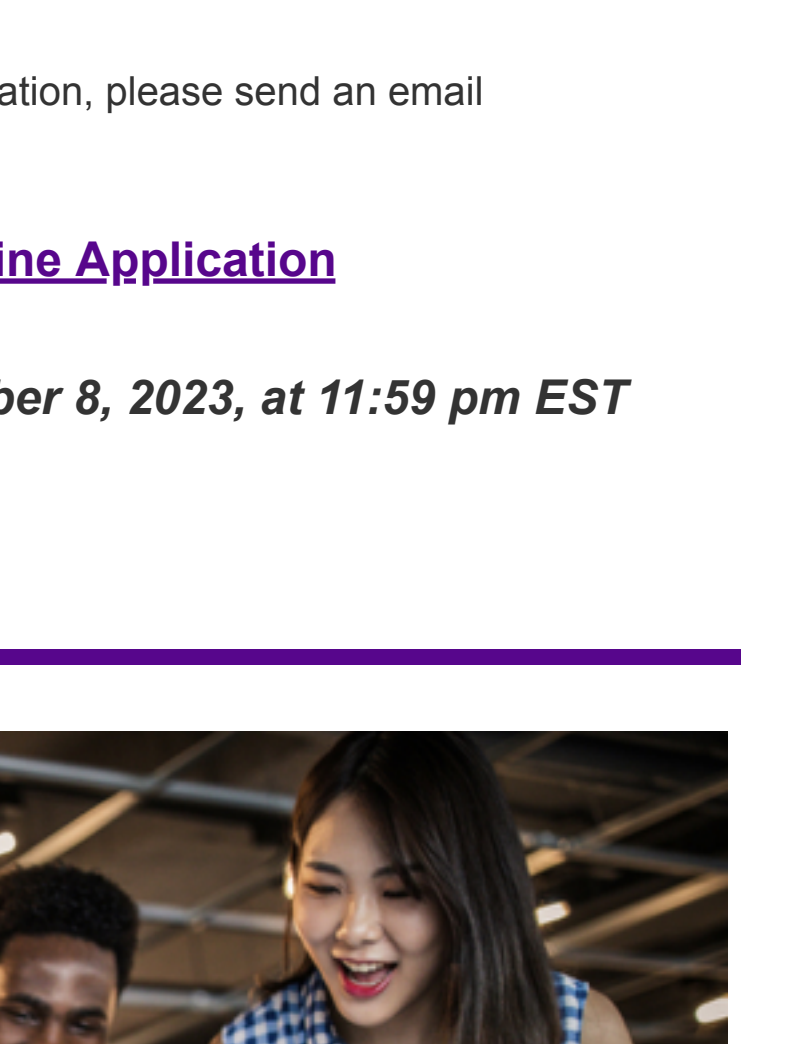 ation, please send an email
ine Application
ber 8, 2023, at 11:59 pm EST